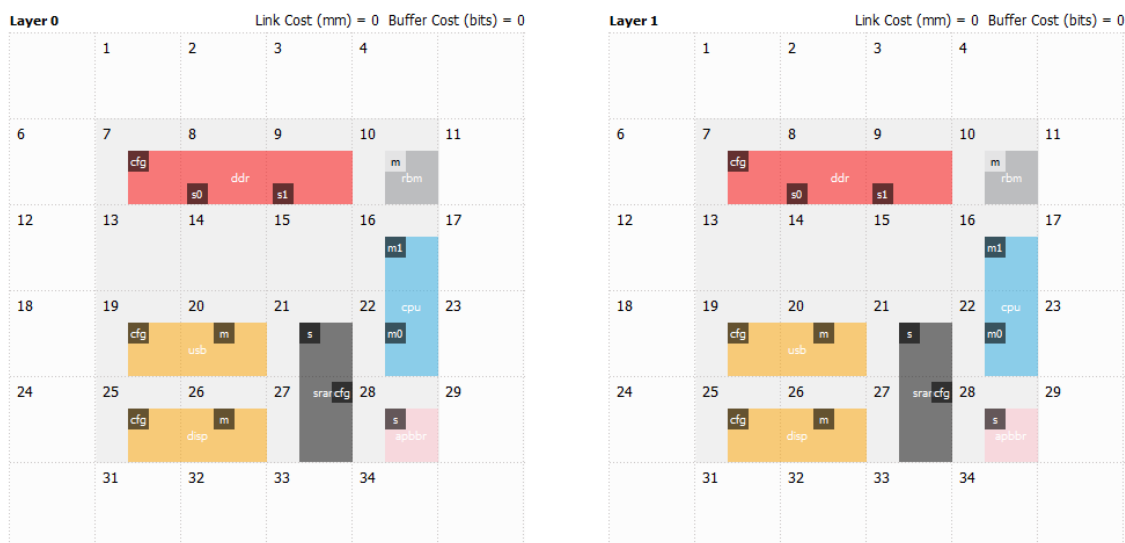 Layer 0 Link Cost (mm) = 0 Buffer Cost (bits) = 0
1 2 3 4
6 7 8 9 10 11
cfg ddr m rbm
s0 s1
12 13 14 15 16 17
m1
18 19 20 21 22 23
cpu
cfg m s m0
usb
24 25 26 27 28 29
srar cfg
cfg m s
disp apbbr
31 32 33 34
Layer 1 Link Cost (mm) = 0 Buffer Cost (bits) = 0
1 2 3 4
6 7 8 9 10 11
cfg ddr m rbm
s0 s1
12 13 14 15 16 17
m1
18 19 20 21 22 23
cpu
cfg m s m0
usb
24 25 26 27 28 29
srar cfg
cfg m s
disp apbbr
31 32 33 34